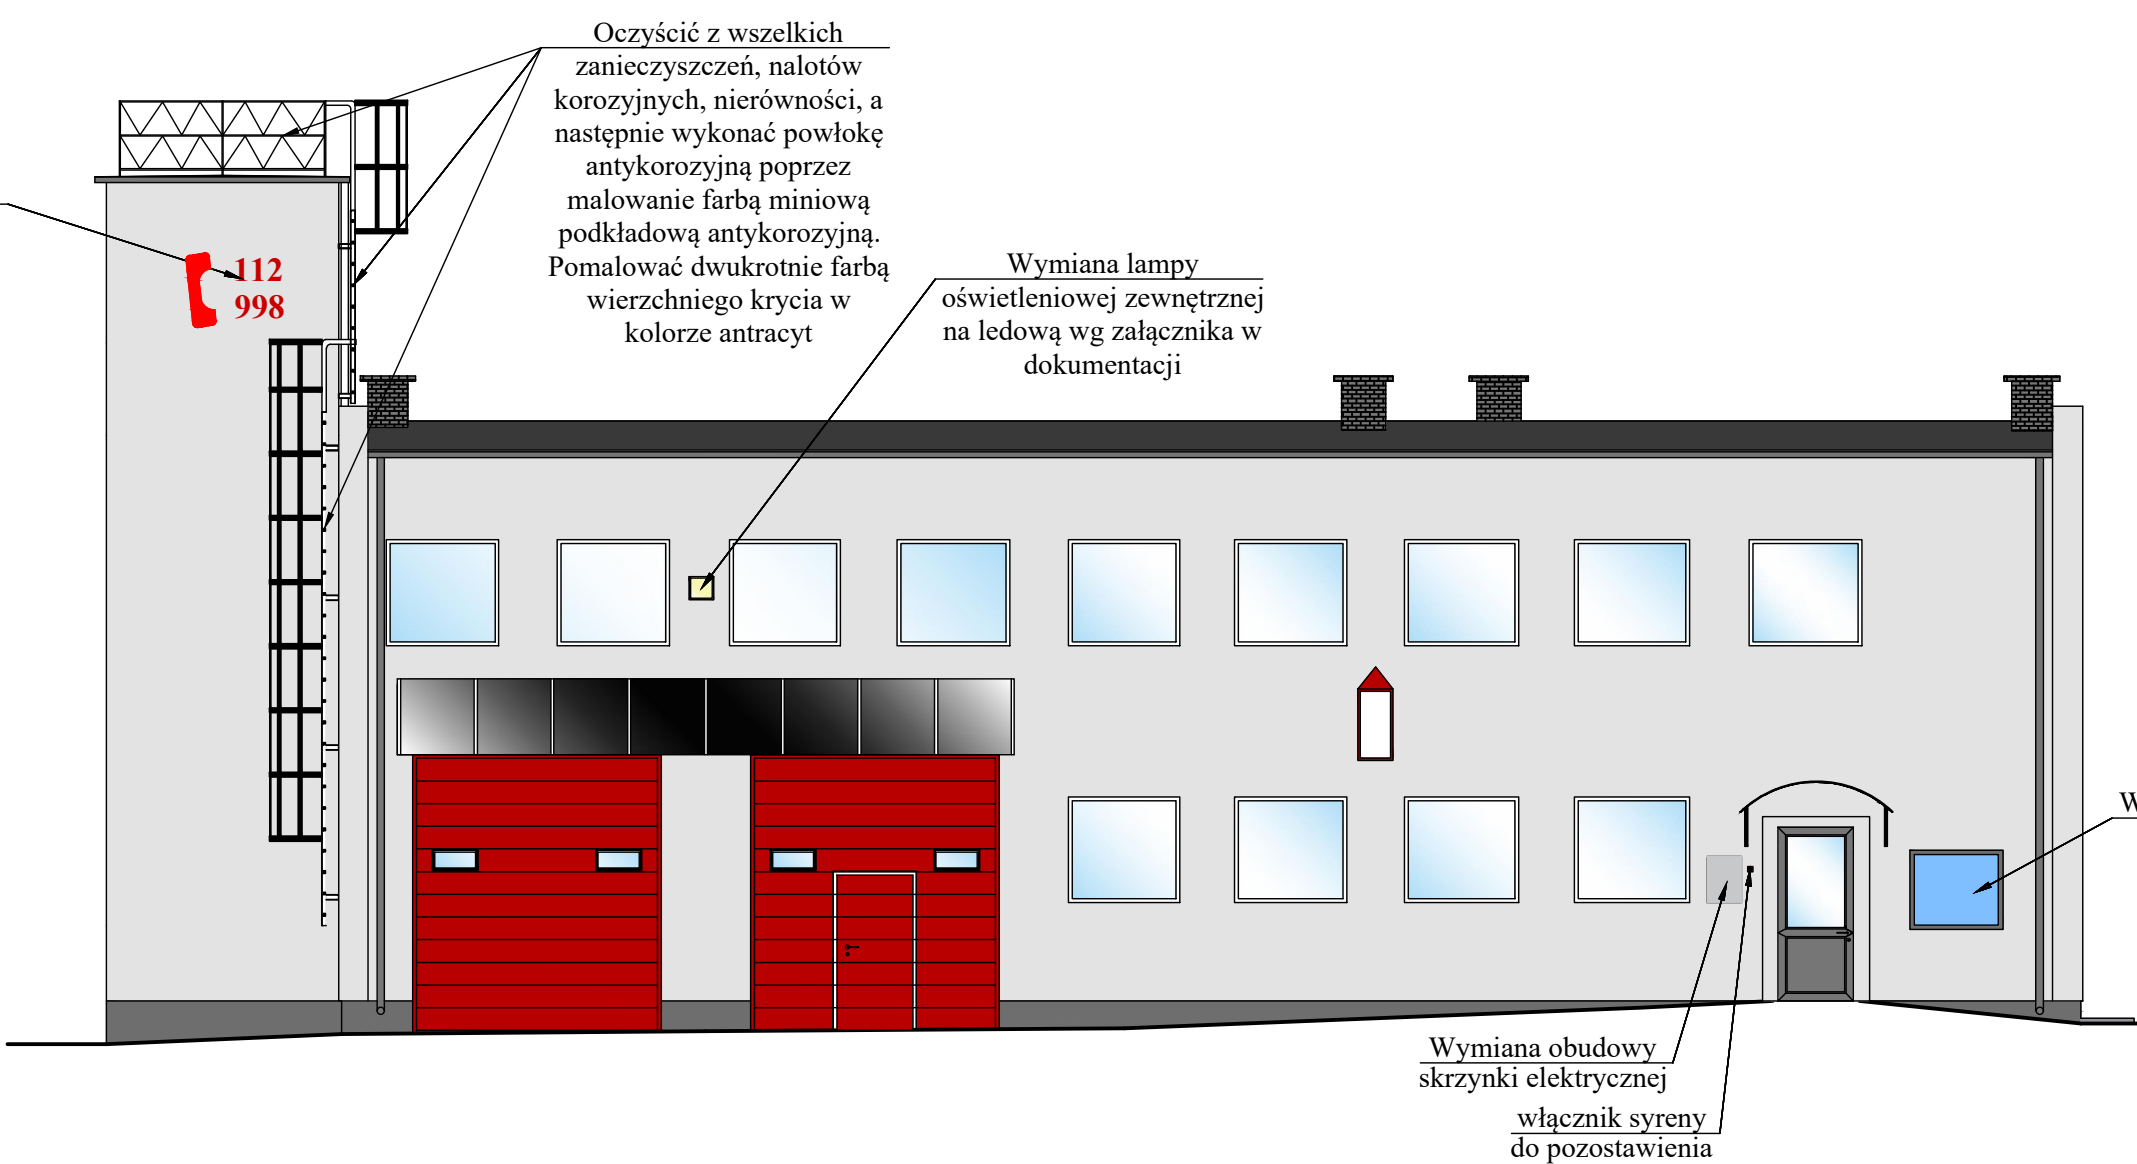 Oczyścić z wszelkich
zanieczyszczeń, nalotów
korozyjnych, nierówności, a
następnie wykonać powłokę
antykorozyjną poprzez
malowanie farbą miniową
podkładową antykorozyjną.
Pomalować dwukrotnie farbą
wierzchniego krycia w
kolorze antracyt
112
998
Wymiana lampy
oświetleniowej zewnętrznej
na ledową wg załącznika w
dokumentacji
W
Wymiana obudowy
skrzynki elektrycznej
włącznik syreny
do pozostawienia